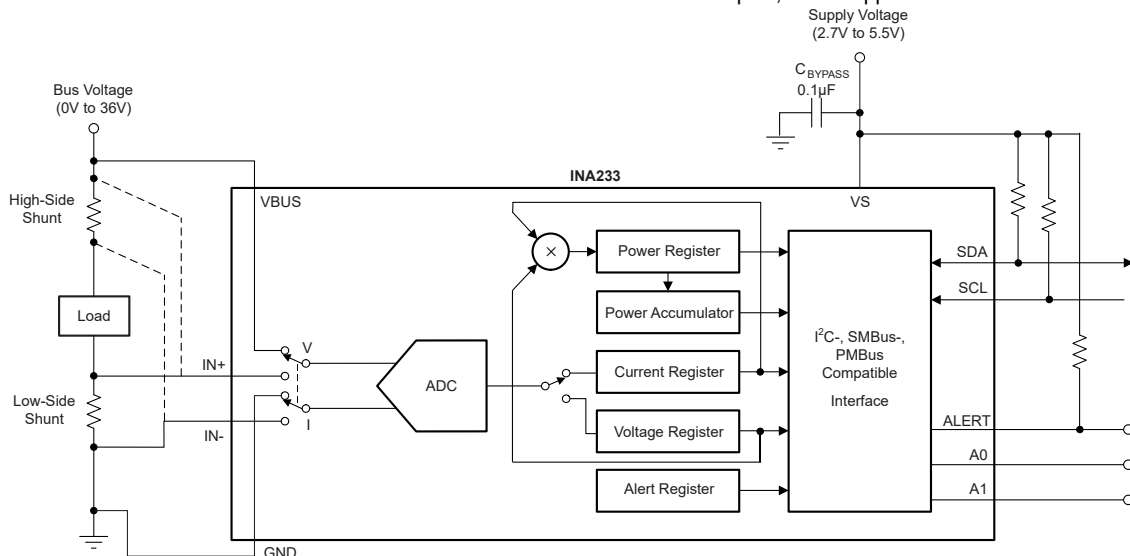 Supply Voltage
(2.7V to 5.5V)
CBYPASS
0.1µF
Bus Voltage
(0V to 36V)
INA233
High-Side
Shunt
VBUS
VS
Power Register
SDA
SCL
Power Accumulator
Load
I²C-, SMBus-,
PMBus
Compatible
Interface
V
IN+
ADC
Current Register
Low-Side
Shunt
I
IN-
Voltage Register
ALERT
A0
Alert Register
A1
GND
×